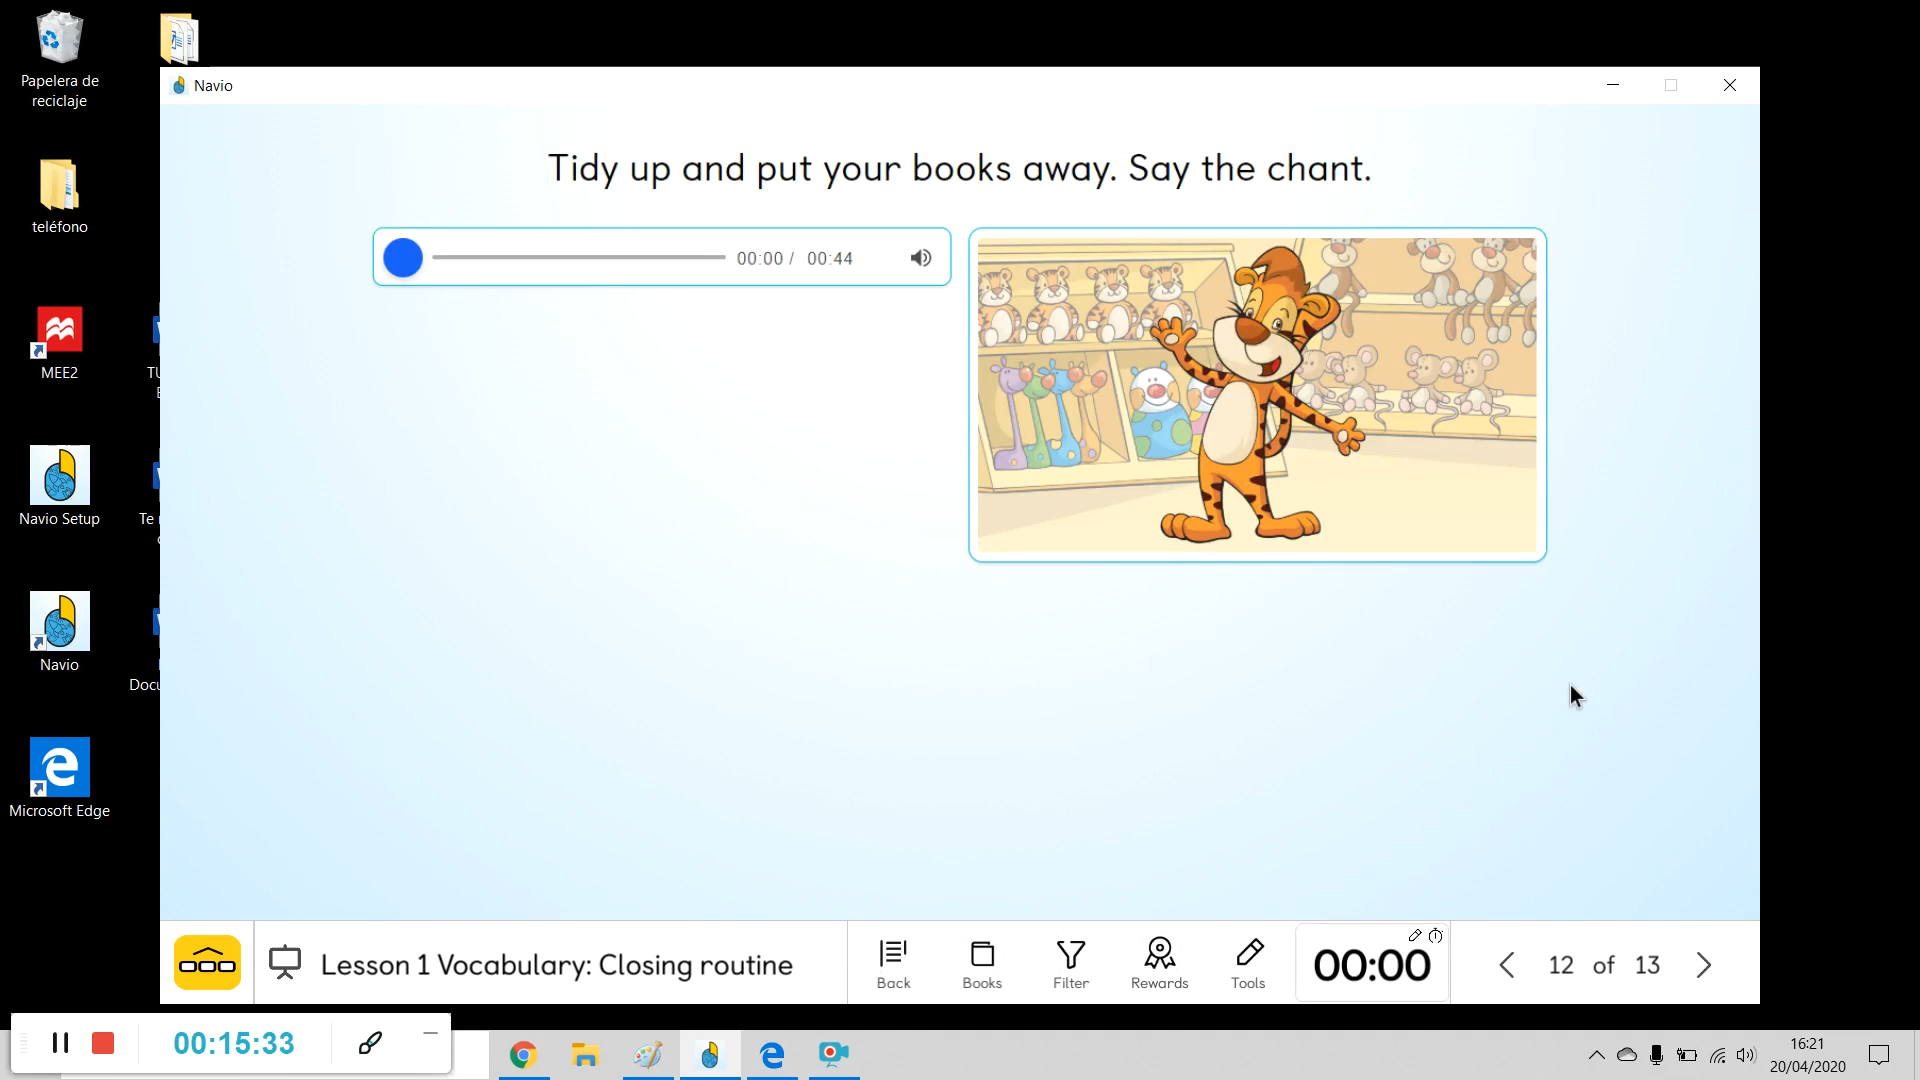 Papelera de
reciclaje
teléfono
MEE2
Navio Setup
Navio
Microsoft Edge
Te
Navio
Tidy up and put your books away. Say the chant.
00:00 / 00:44
Lesson 1 Vocabulary: Closing routine
Back
Books
Filter
Rewards
Tools
00:00
12 of 13
00:15:33
16:21
20/04/2020